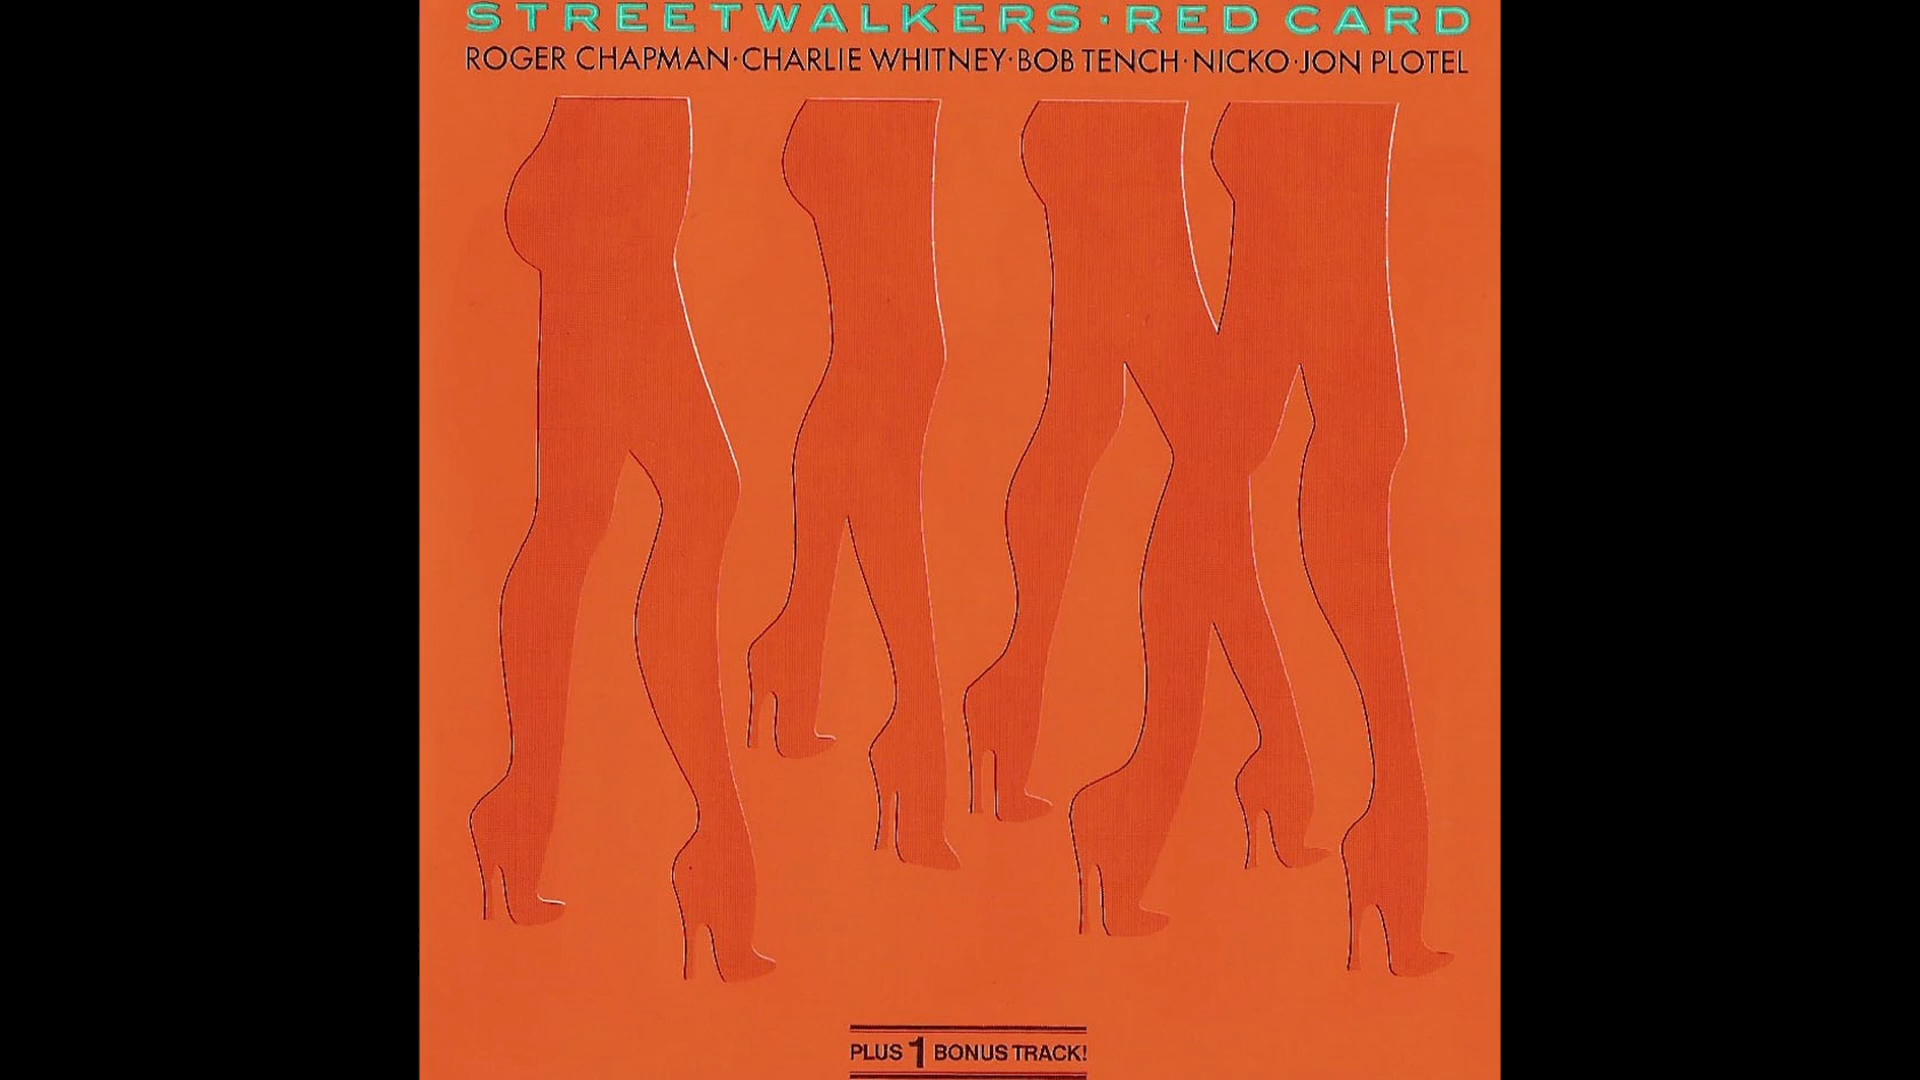 STREETWALKERS·RED CARD
ROGER CHAPMAN·CHARLIE WHITNEY·BOB TENCH·NICKO·JON PLOTEL
PLUS 1 BONUS TRACK!